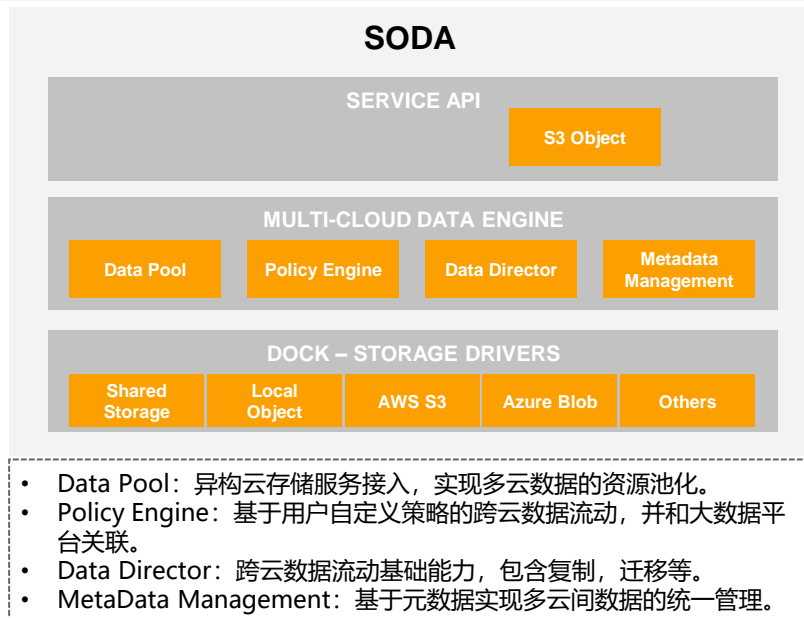 SODA
SERVICE API
S3 Object
MULTI-CLOUD DATA ENGINE
Data Pool
Policy Engine
Data Director
Metadata
Management
DOCK – STORAGE DRIVERS
Shared
Storage
Local
Object
AWS S3
Azure Blob
Others
• Data Pool：异构云存储服务接入，实现多云数据的资源池化。
• Policy Engine：基于用户自定义策略的跨云数据流动，并和大数据平
台关联。
• Data Director：跨云数据流动基础能力，包含复制，迁移等。
• MetaData Management：基于元数据实现多云间数据的统一管理。